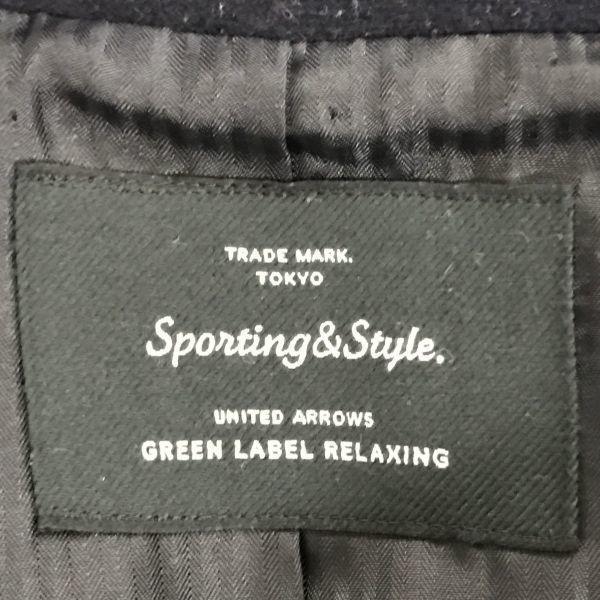 TRADE MARK.
TOKYO
Sporting&Style.
UNITED ARROWS
GREEN LABEL RELAXING